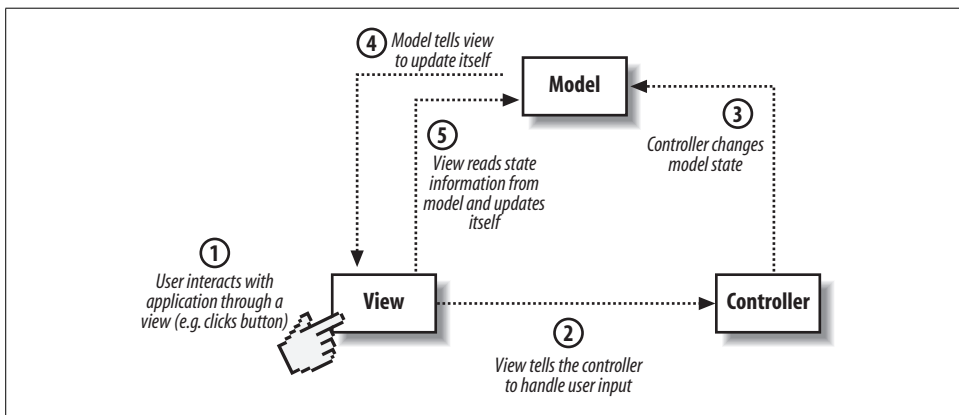 4
Model tells view
to update itself
Model
3
Controller changes
model state
5
View reads state
information from
model and updates
itself
1
User interacts with
application through a
view (e.g. clicks button)
View
Controller
2
View tells the controller
to handle user input